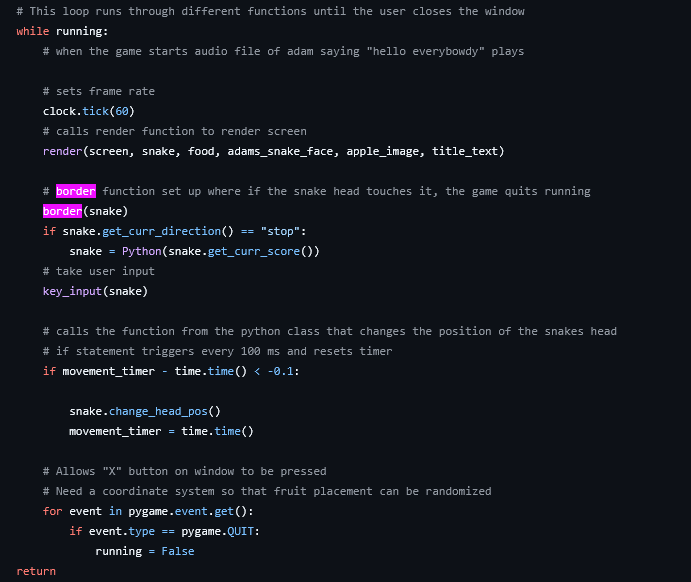 # This loop runs through different functions until the user closes the window
while running:
# when the game starts audio file of adam saying "hello everybowdy" plays
# sets frame rate
clock.tick(60)
# calls render function to render screen
render(screen, snake, food, adams_snake_face, apple_image, title_text)
# border function set up where if the snake head touches it, the game quits running
border(snake)
if snake.get_curr_direction() == "stop":
snake = Python(snake.get_curr_score())
# take user input
key_input(snake)
# calls the function from the python class that changes the position of the snakes head
# if statement triggers every 100 ms and resets timer
if movement_timer - time.time() < -0.1:
snake.change_head_pos()
movement_timer = time.time()
# Allows "X" button on window to be pressed
# Need a coordinate system so that fruit placement can be randomized
for event in pygame.event.get():
if event.type == pygame.QUIT:
running = False
return